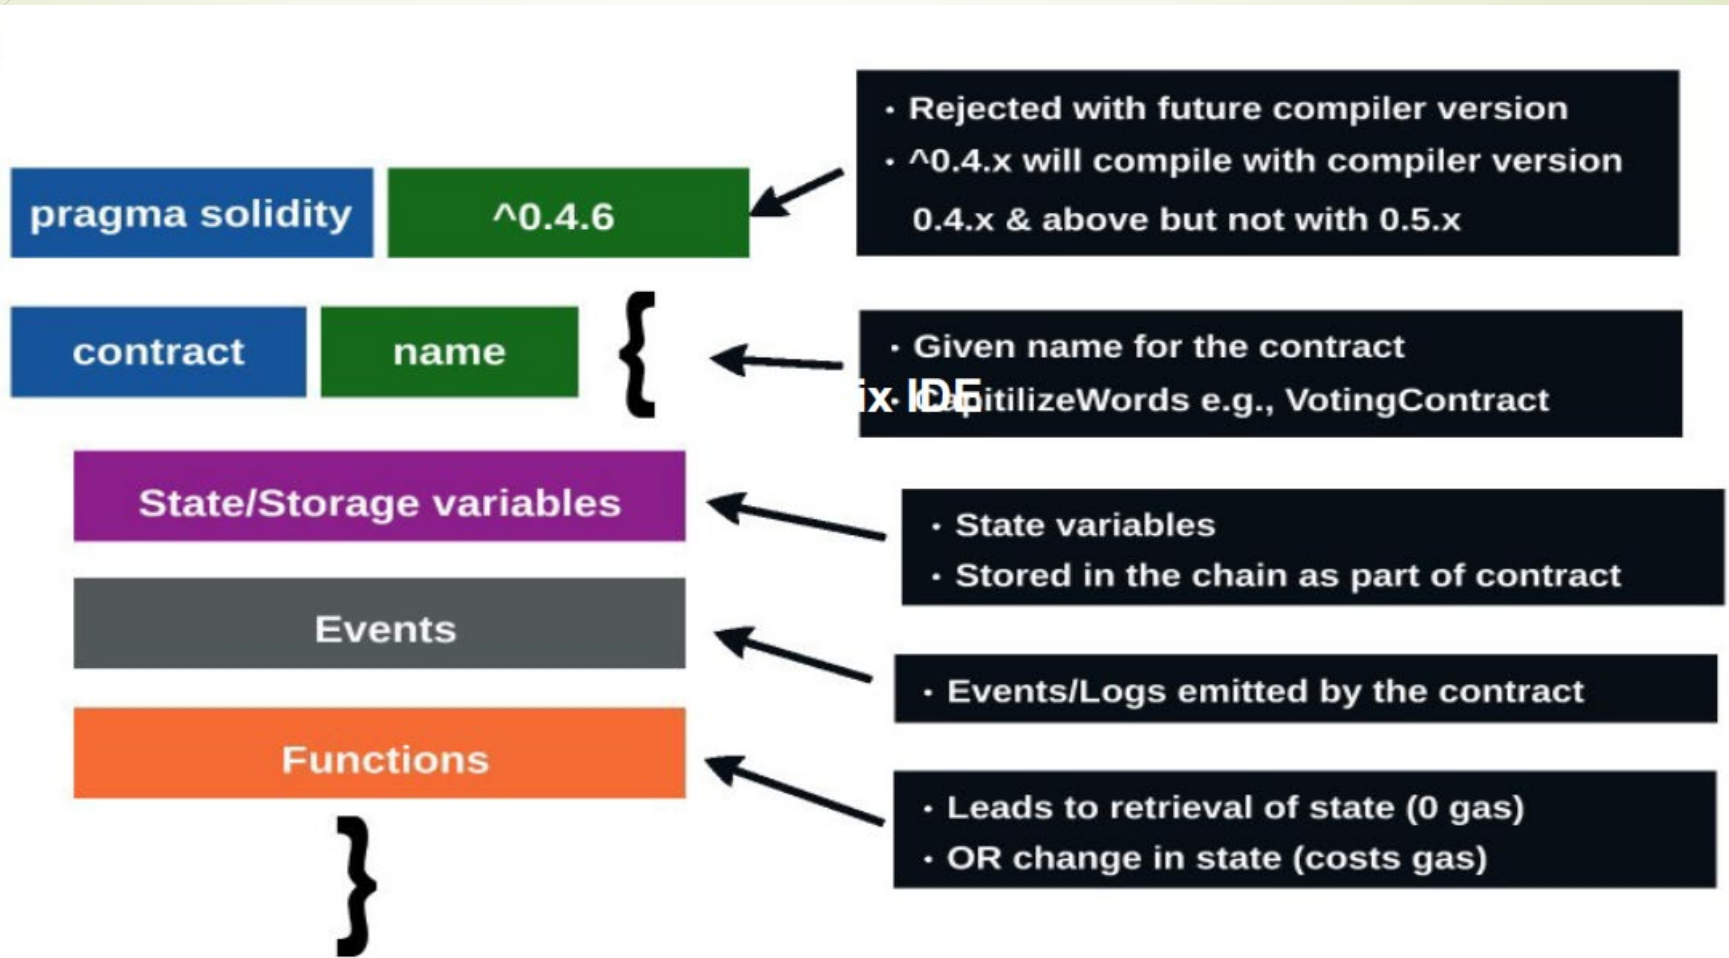 pragma solidity ^0.4.6
• Rejected with future compiler version
• ^0.4.x will compile with compiler version
0.4.x & above but not with 0.5.x
contract name {
• Given name for the contract
• CapitilizeWords e.g., VotingContract
ix IDE
State/Storage variables
• State variables
• Stored in the chain as part of contract
Events
• Events/Logs emitted by the contract
Functions
• Leads to retrieval of state (0 gas)
• OR change in state (costs gas)
}